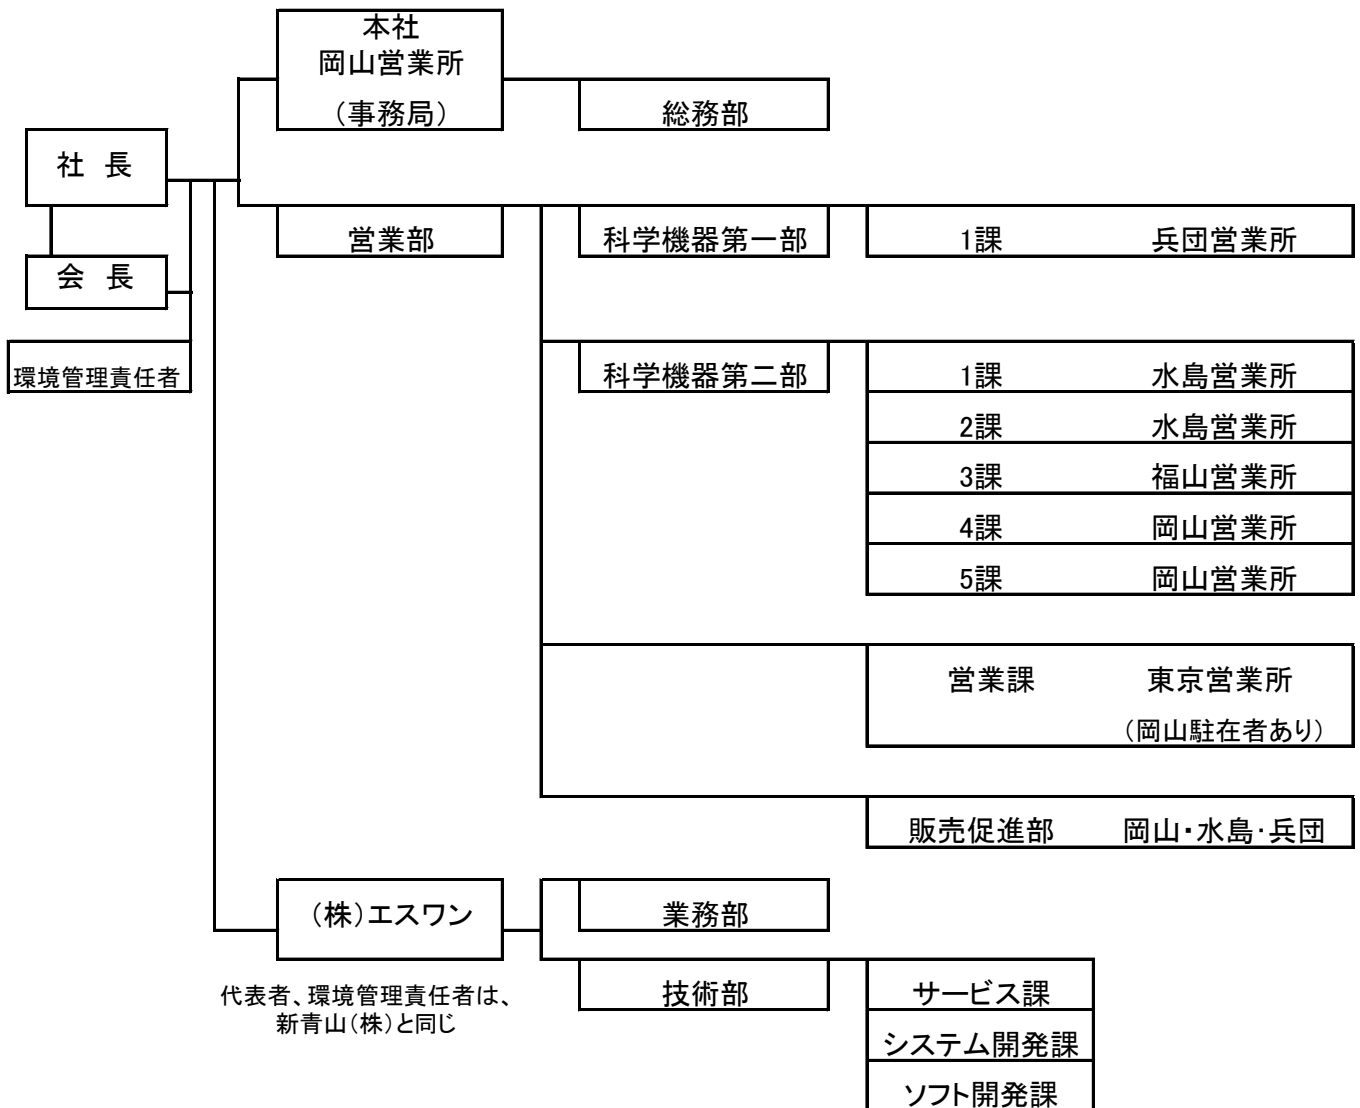 本社
岡山営業所
（事務局）
総務部
社 長
営業部
科学機器第一部
1課 兵団営業所
会 長
環境管理責任者
科学機器第二部
1課 水島営業所
2課 水島営業所
3課 福山営業所
4課 岡山営業所
5課 岡山営業所
営業課 東京営業所
（岡山駐在者あり）
販売促進部 岡山・水島・兵団
（株）エスワン
業務部
代表者、環境管理責任者は、
新青山（株）と同じ
技術部
サービス課
システム開発課
ソフト開発課